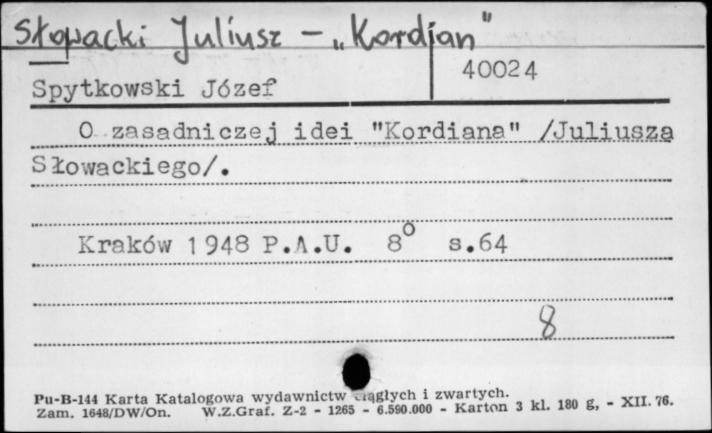 Słowacki Juliusz - „Kordian"
40024
Spytkowski Józef
O zasadniczej idei "Kordiana" /Juliusza
Słowackiego/.
Kraków 1948 P.A.U. 8° s.64
8
Pu-B-144 Karta Katalogowa wydawnictw ciągłych i zwartych.
Zam. 1648/DW/On. W.Z.Graf. Z-2 - 1265 - 6.590.000 - Karton 3 kl. 180 g, - XII. 76.